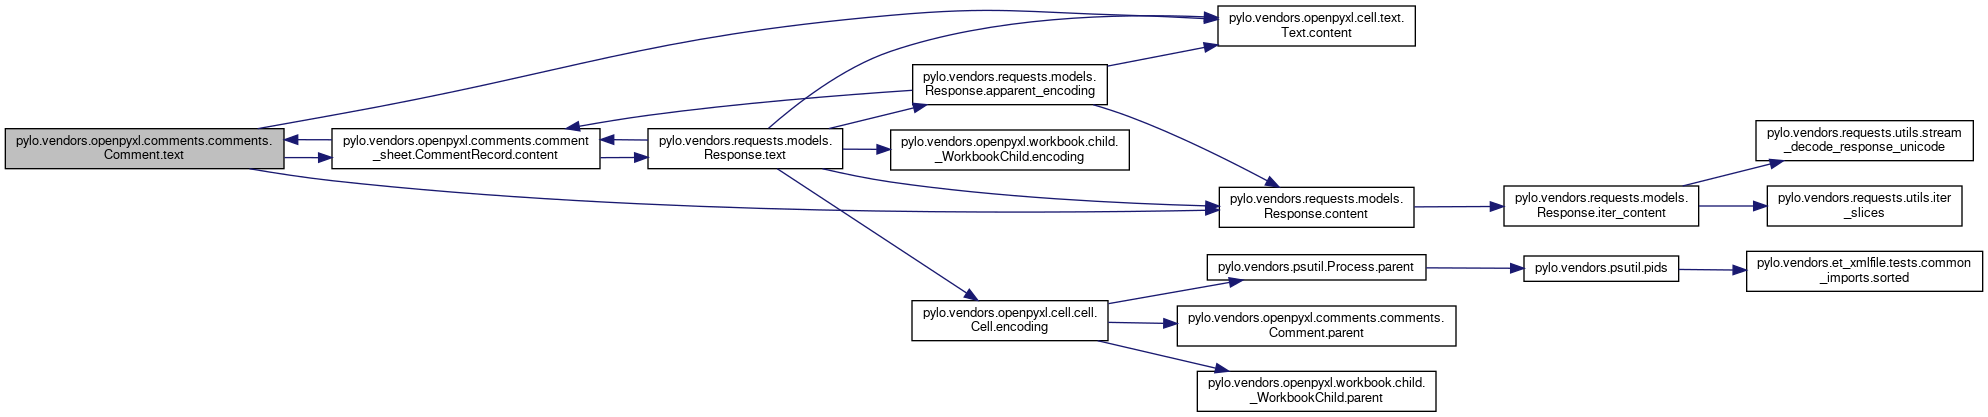 pylo.vendors.openpyxl.comments.comments.
Comment.text
pylo.vendors.openpyxl.comments.comment
_sheet.CommentRecord.content
pylo.vendors.requests.models.
Response.text
pylo.vendors.openpyxl.cell.text.
Text.content
pylo.vendors.requests.models.
Response.apparent_encoding
pylo.vendors.openpyxl.workbook.child.
_WorkbookChild.encoding
pylo.vendors.requests.models.
Response.content
pylo.vendors.requests.models.
Response.iter_content
pylo.vendors.requests.utils.stream
_decode_response_unicode
pylo.vendors.requests.utils.iter
_slices
pylo.vendors.openpyxl.cell.cell.
Cell.encoding
pylo.vendors.psutil.Process.parent
pylo.vendors.psutil.pids
pylo.vendors.et_xmlfile.tests.common
_imports.sorted
pylo.vendors.openpyxl.comments.comments.
Comment.parent
pylo.vendors.openpyxl.workbook.child.
_WorkbookChild.parent